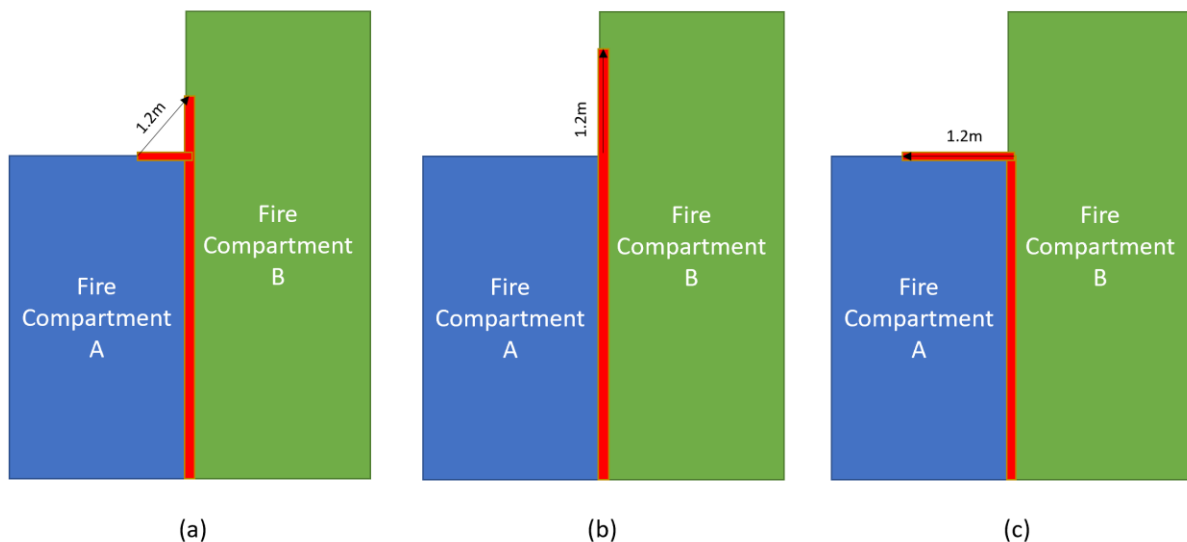 1.2m
Fire
Compartment
B
Fire
Compartment
A
(a)
1.2m
Fire
Compartment
B
Fire
Compartment
A
(b)
1.2m
Fire
Compartment
B
Fire
Compartment
A
(c)